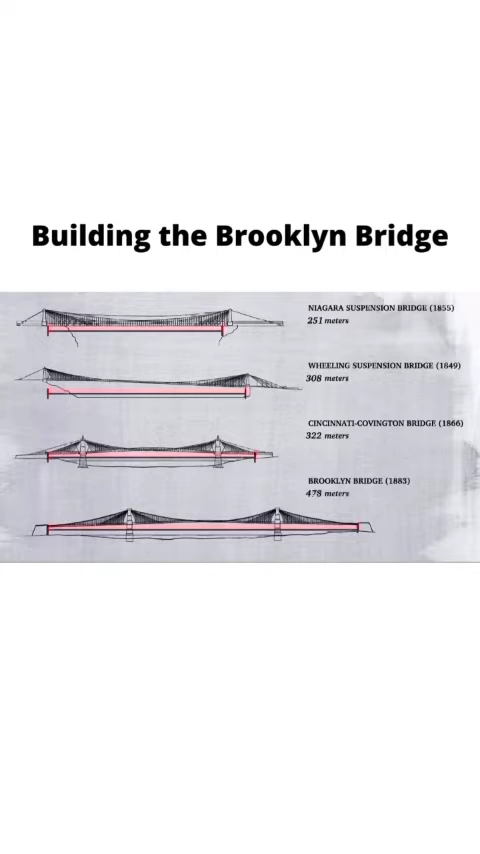 Building the Brooklyn Bridge
NIAGARA SUSPENSION BRIDGE (1855)
251 meters
WHEELING SUSPENSION BRIDGE (1849)
308 meters
CINCINNATI-COVINGTON BRIDGE (1866)
322 meters
BROOKLYN BRIDGE (1883)
478 meters